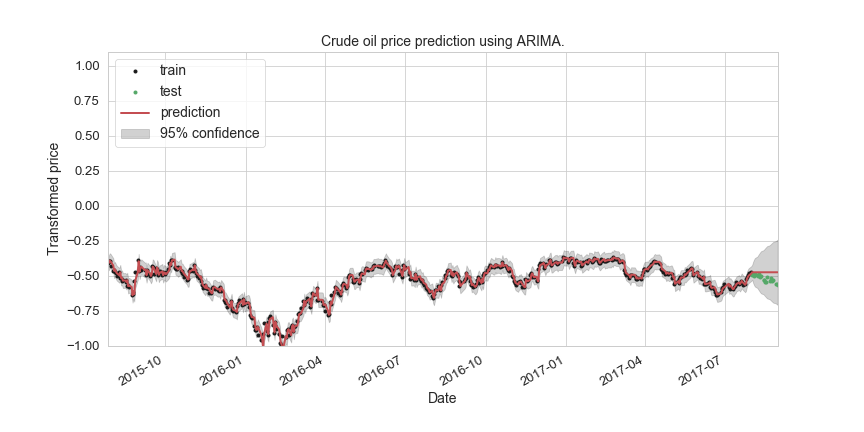 Crude oil price prediction using ARIMA.
1.00
0.75
0.50
0.25
0.00
−0.25
−0.50
−0.75
−1.00
Transformed price
train
test
prediction
95% confidence
2015-10
2016-01
2016-04
2016-07
2016-10
2017-01
2017-04
2017-07
Date